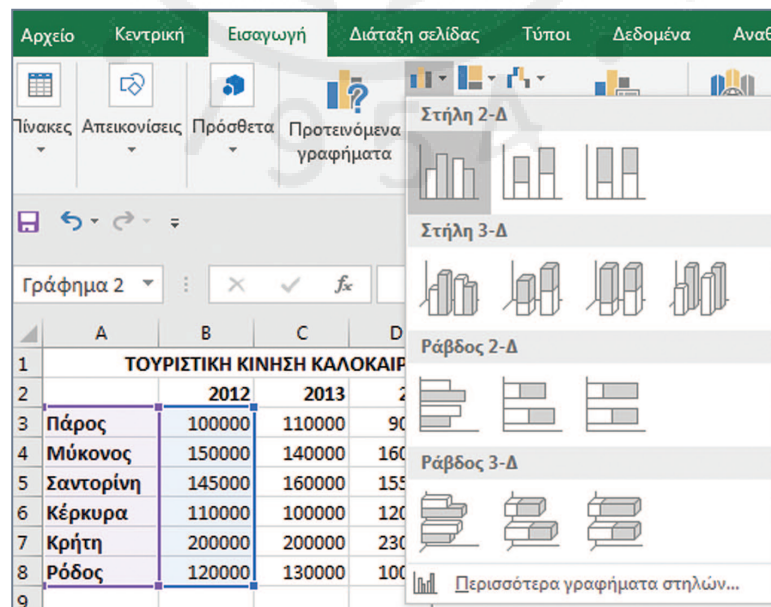 Αρχείο Κεντρική Εισαγωγή Διάταξη σελίδας Τύποι Δεδομένα
Πίνακες Απεικονίσεις Πρόσθετα Προτεινόμενα γραφήματα
Στήλη 2-Δ
Στήλη 3-Δ
Ράβδος 2-Δ
Ράβδος 3-Δ
Περισσότερα γραφήματα στηλών...
Γράφημα 2 fx
A B C D
1 ΤΟΥΡΙΣΤΙΚΗ ΚΙΝΗΣΗ
2 2012 2013
3 Πάρος 100000 110000
4 Μύκονος 150000 140000
5 Σαντορίνη 145000 160000
6 Κέρκυρα 110000 100000
7 Κρήτη 200000 200000
8 Ρόδος 120000 130000
9